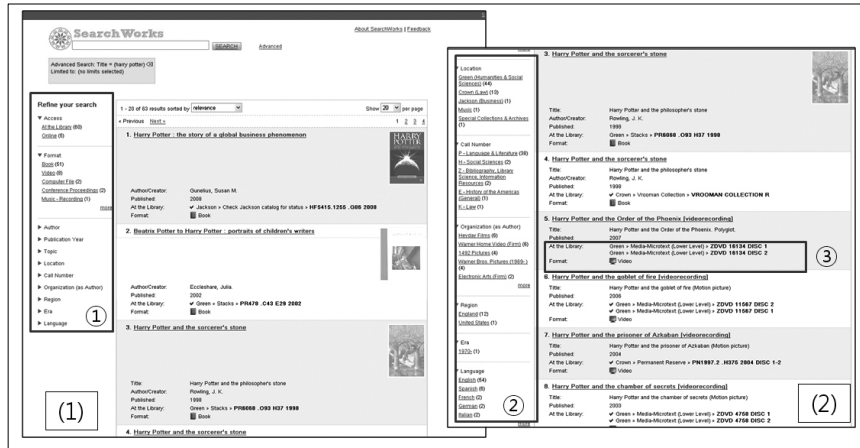 About SearchWorks | Feedback
SearchWorks
SEARCH Advanced
Advanced Search: Title = (harry potter)
Limited to: (no limits selected)
Refine your search
▼ Access
At the Library (60)
Online (5)
▼ Format
Book (51)
Video (8)
Computer File (2)
Conference Proceedings (2)
Music - Recording (1)
more
▶ Author
▶ Publication Year
▶ Topic
▶ Location
▶ Call Number
▶ Organization (as Author)
▶ Region
▶ Era
▶ Language
①
(1)
1 - 20 of 63 results sorted by relevance Show 20 per page
« Previous Next » 1 2 3 4
1. Harry Potter : the story of a global business phenomenon
HARRY POTTER
Author/Creator: Gunelius, Susan M.
Published: 2008
At the Library: ✔ Jackson » Check Jackson catalog for status » HF5415.1255 .G86 2008
Format: Book
2. Beatrix Potter to Harry Potter : portraits of children's writers
Author/Creator: Eccleshare, Julia.
Published: 2002
At the Library: ✔ Green » Stacks » PR478 .C43 E29 2002
Format: Book
3. Harry Potter and the sorcerer's stone
Title: Harry Potter and the philosopher's stone
Author/Creator: Rowling, J. K.
Published: 1998
At the Library: Green » Stacks » PR6068 .O93 H37 1998
Format: Book
4. Harry Potter and the sorcerer's stone
more
▼ Location
Green (Humanities & Social
Sciences) (44)
Crown (Law) (13)
Jackson (Business) (1)
Music (1)
Special Collections & Archives
(1)
▼ Call Number
P - Language & Literature (38)
H - Social Sciences (2)
Z - Bibliography, Library
Science, Information
Resources (2)
E - History of the Americas
(General) (1)
K - Law (1)
▼ Organization (as Author)
Heyday Films (6)
Warner Home Video (Firm) (6)
1492 Pictures (4)
Warner Bros. Pictures (1969- )
(4)
Electronic Arts (Firm) (2)
more
▼ Region
England (12)
United States (1)
▼ Era
1970- (1)
▼ Language
English (54)
Spanish (6)
French (2)
German (2)
Italian (2)
more
②
3. Harry Potter and the sorcerer's stone
Title: Harry Potter and the philosopher's stone
Author/Creator: Rowling, J. K.
Published: 1998
At the Library: Green » Stacks » PR6068 .O93 H37 1998
Format: Book
4. Harry Potter and the sorcerer's stone
Title: Harry Potter and the philosopher's stone
Author/Creator: Rowling, J. K.
Published: 1998
At the Library: ✔ Crown » Vrooman Collection » VROOMAN COLLECTION R
Format: Book
5. Harry Potter and the Order of the Phoenix [videorecording]
Title: Harry Potter and the Order of the Phoenix. Polyglot.
Published: 2007
At the Library: Green » Media-Microtext (Lower Level) » ZDVD 16134 DISC 1
Green » Media-Microtext (Lower Level) » ZDVD 16134 DISC 2
Format: Video
③
6. Harry Potter and the goblet of fire [videorecording]
Title: Harry Potter and the goblet of fire (Motion picture)
Published: 2006
At the Library: ✔ Green » Media-Microtext (Lower Level) » ZDVD 11567 DISC 2
✔ Green » Media-Microtext (Lower Level) » ZDVD 11567 DISC 1
Format: Video
7. Harry Potter and the prisoner of Azkaban [videorecording]
Title: Harry Potter and the prisoner of Azkaban (Motion picture)
Published: 2004
At the Library: ✔ Crown » Permanent Reserve » PN1997.2 .H375 2004 DISC 1-2
Format: Video
8. Harry Potter and the chamber of secrets [videorecording]
Title: Harry Potter and the chamber of secrets (Motion picture)
Published: 2003
At the Library: ✔ Green » Media-Microtext (Lower Level) » ZDVD 4758 DISC 1
✔ Green » Media-Microtext (Lower Level) » ZDVD 4758 DISC 2
Format: Video
(2)